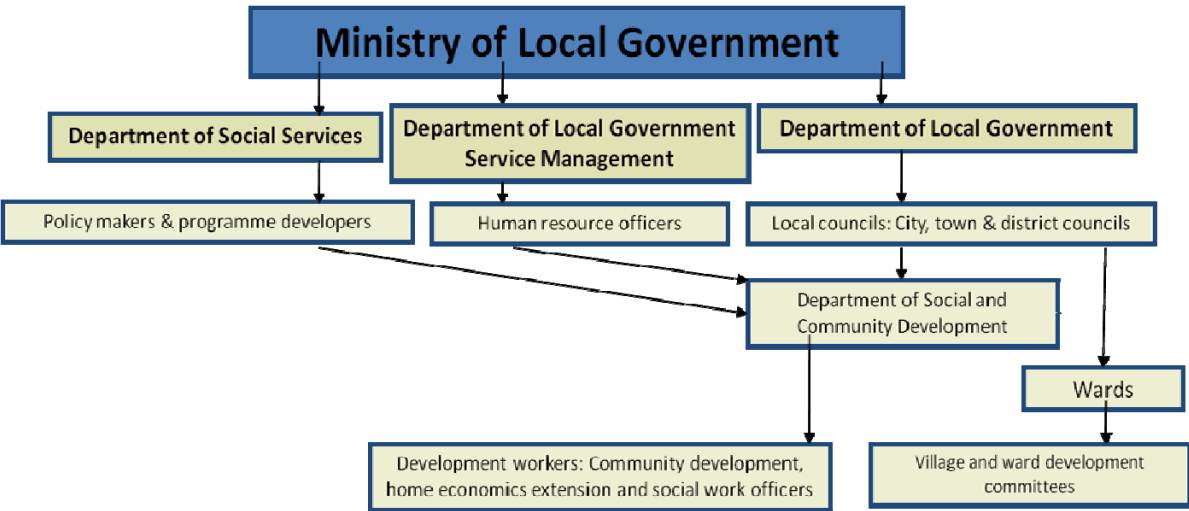 Ministry of Local Government
Department of Social Services
Department of Local Government
Service Management
Department of Local Government
Policy makers & programme developers
Human resource officers
Local councils: City, town & district councils
Department of Social and
Community Development
Wards
Development workers: Community development,
home economics extension and social work officers
Village and ward development
committees